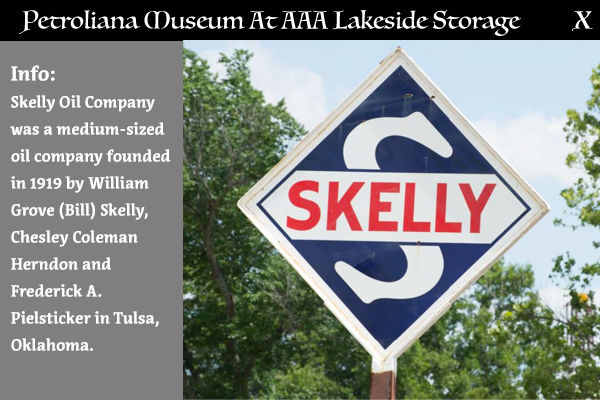 Petroliana Museum At AAA Lakeside Storage X
Info:
Skelly Oil Company
was a medium-sized
oil company founded
in 1919 by William
Grove (Bill) Skelly,
Chesley Coleman
Herndon and
Frederick A.
Pielsticker in Tulsa,
Oklahoma.
S
SKELLY